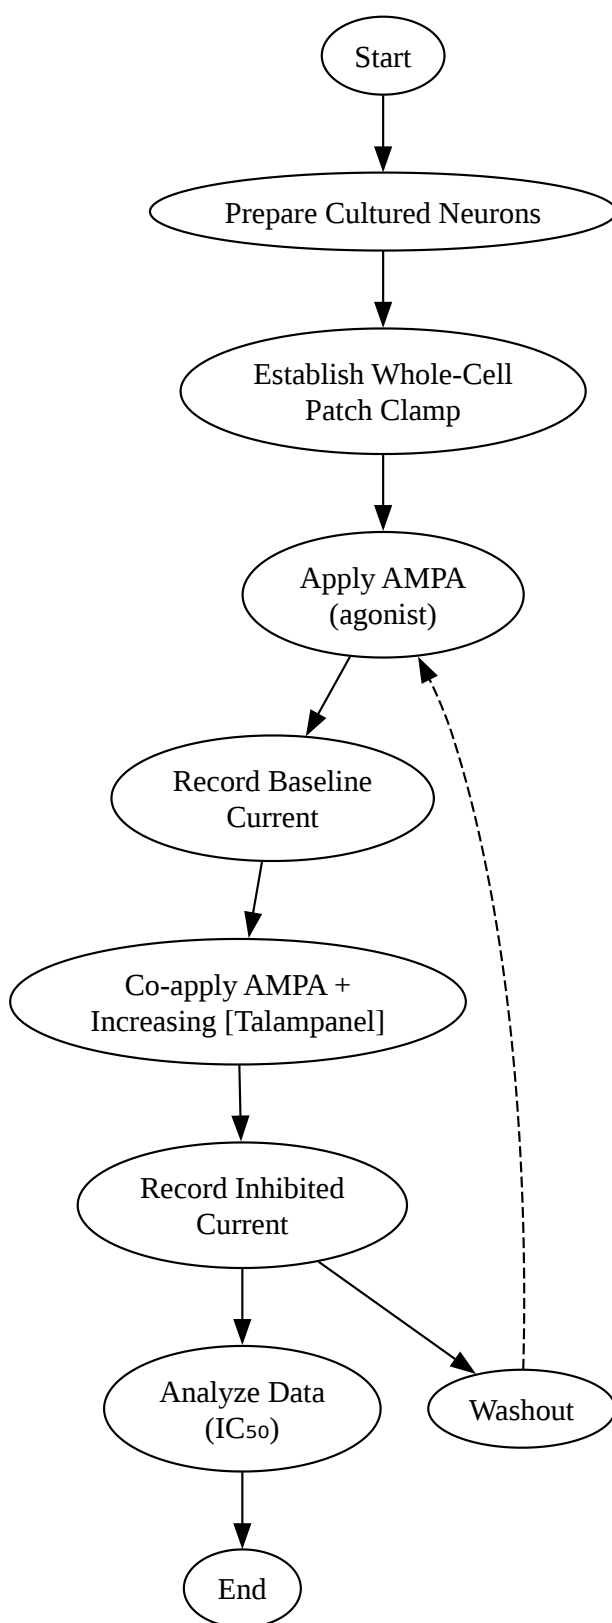 Start
Prepare Cultured Neurons
Establish Whole-Cell
Patch Clamp
Apply AMPA
(agonist)
Record Baseline
Current
Co-apply AMPA +
Increasing [Talampanel]
Record Inhibited
Current
Analyze Data
(IC₅₀)
Washout
End